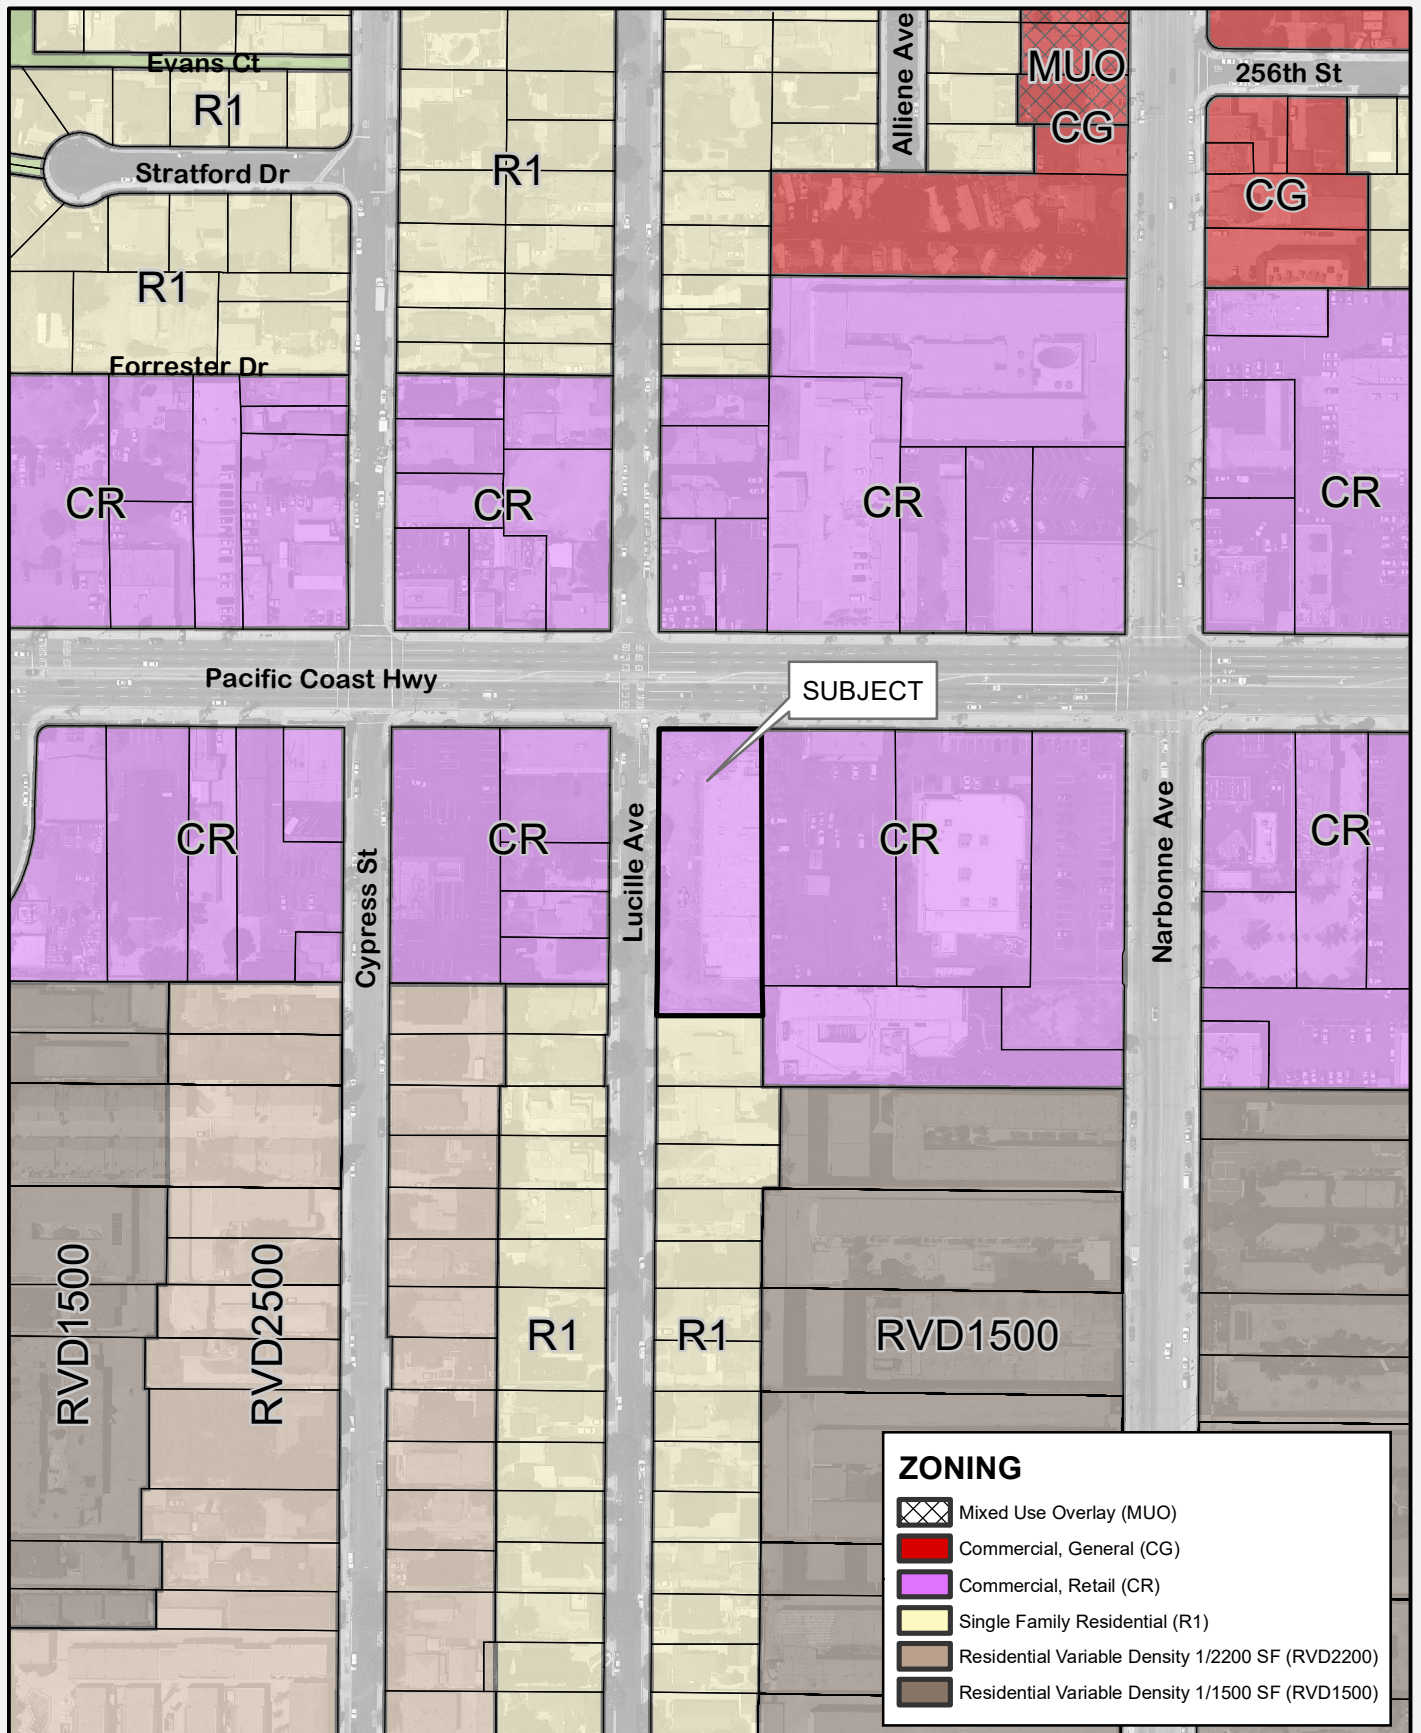 Evans Ct
R1
Stratford Dr
R1
Forrester Dr
R1
Alliene Ave
MUO
CG
256th St
CG
CR
CR
CR
CR
Pacific Coast Hwy
SUBJECT
CR
Cypress St
CR
Lucille Ave
CR
Narbonne Ave
CR
RVD1500
RVD2500
R1
R1
RVD1500
ZONING
Mixed Use Overlay (MUO)
Commercial, General (CG)
Commercial, Retail (CR)
Single Family Residential (R1)
Residential Variable Density 1/2200 SF (RVD2200)
Residential Variable Density 1/1500 SF (RVD1500)